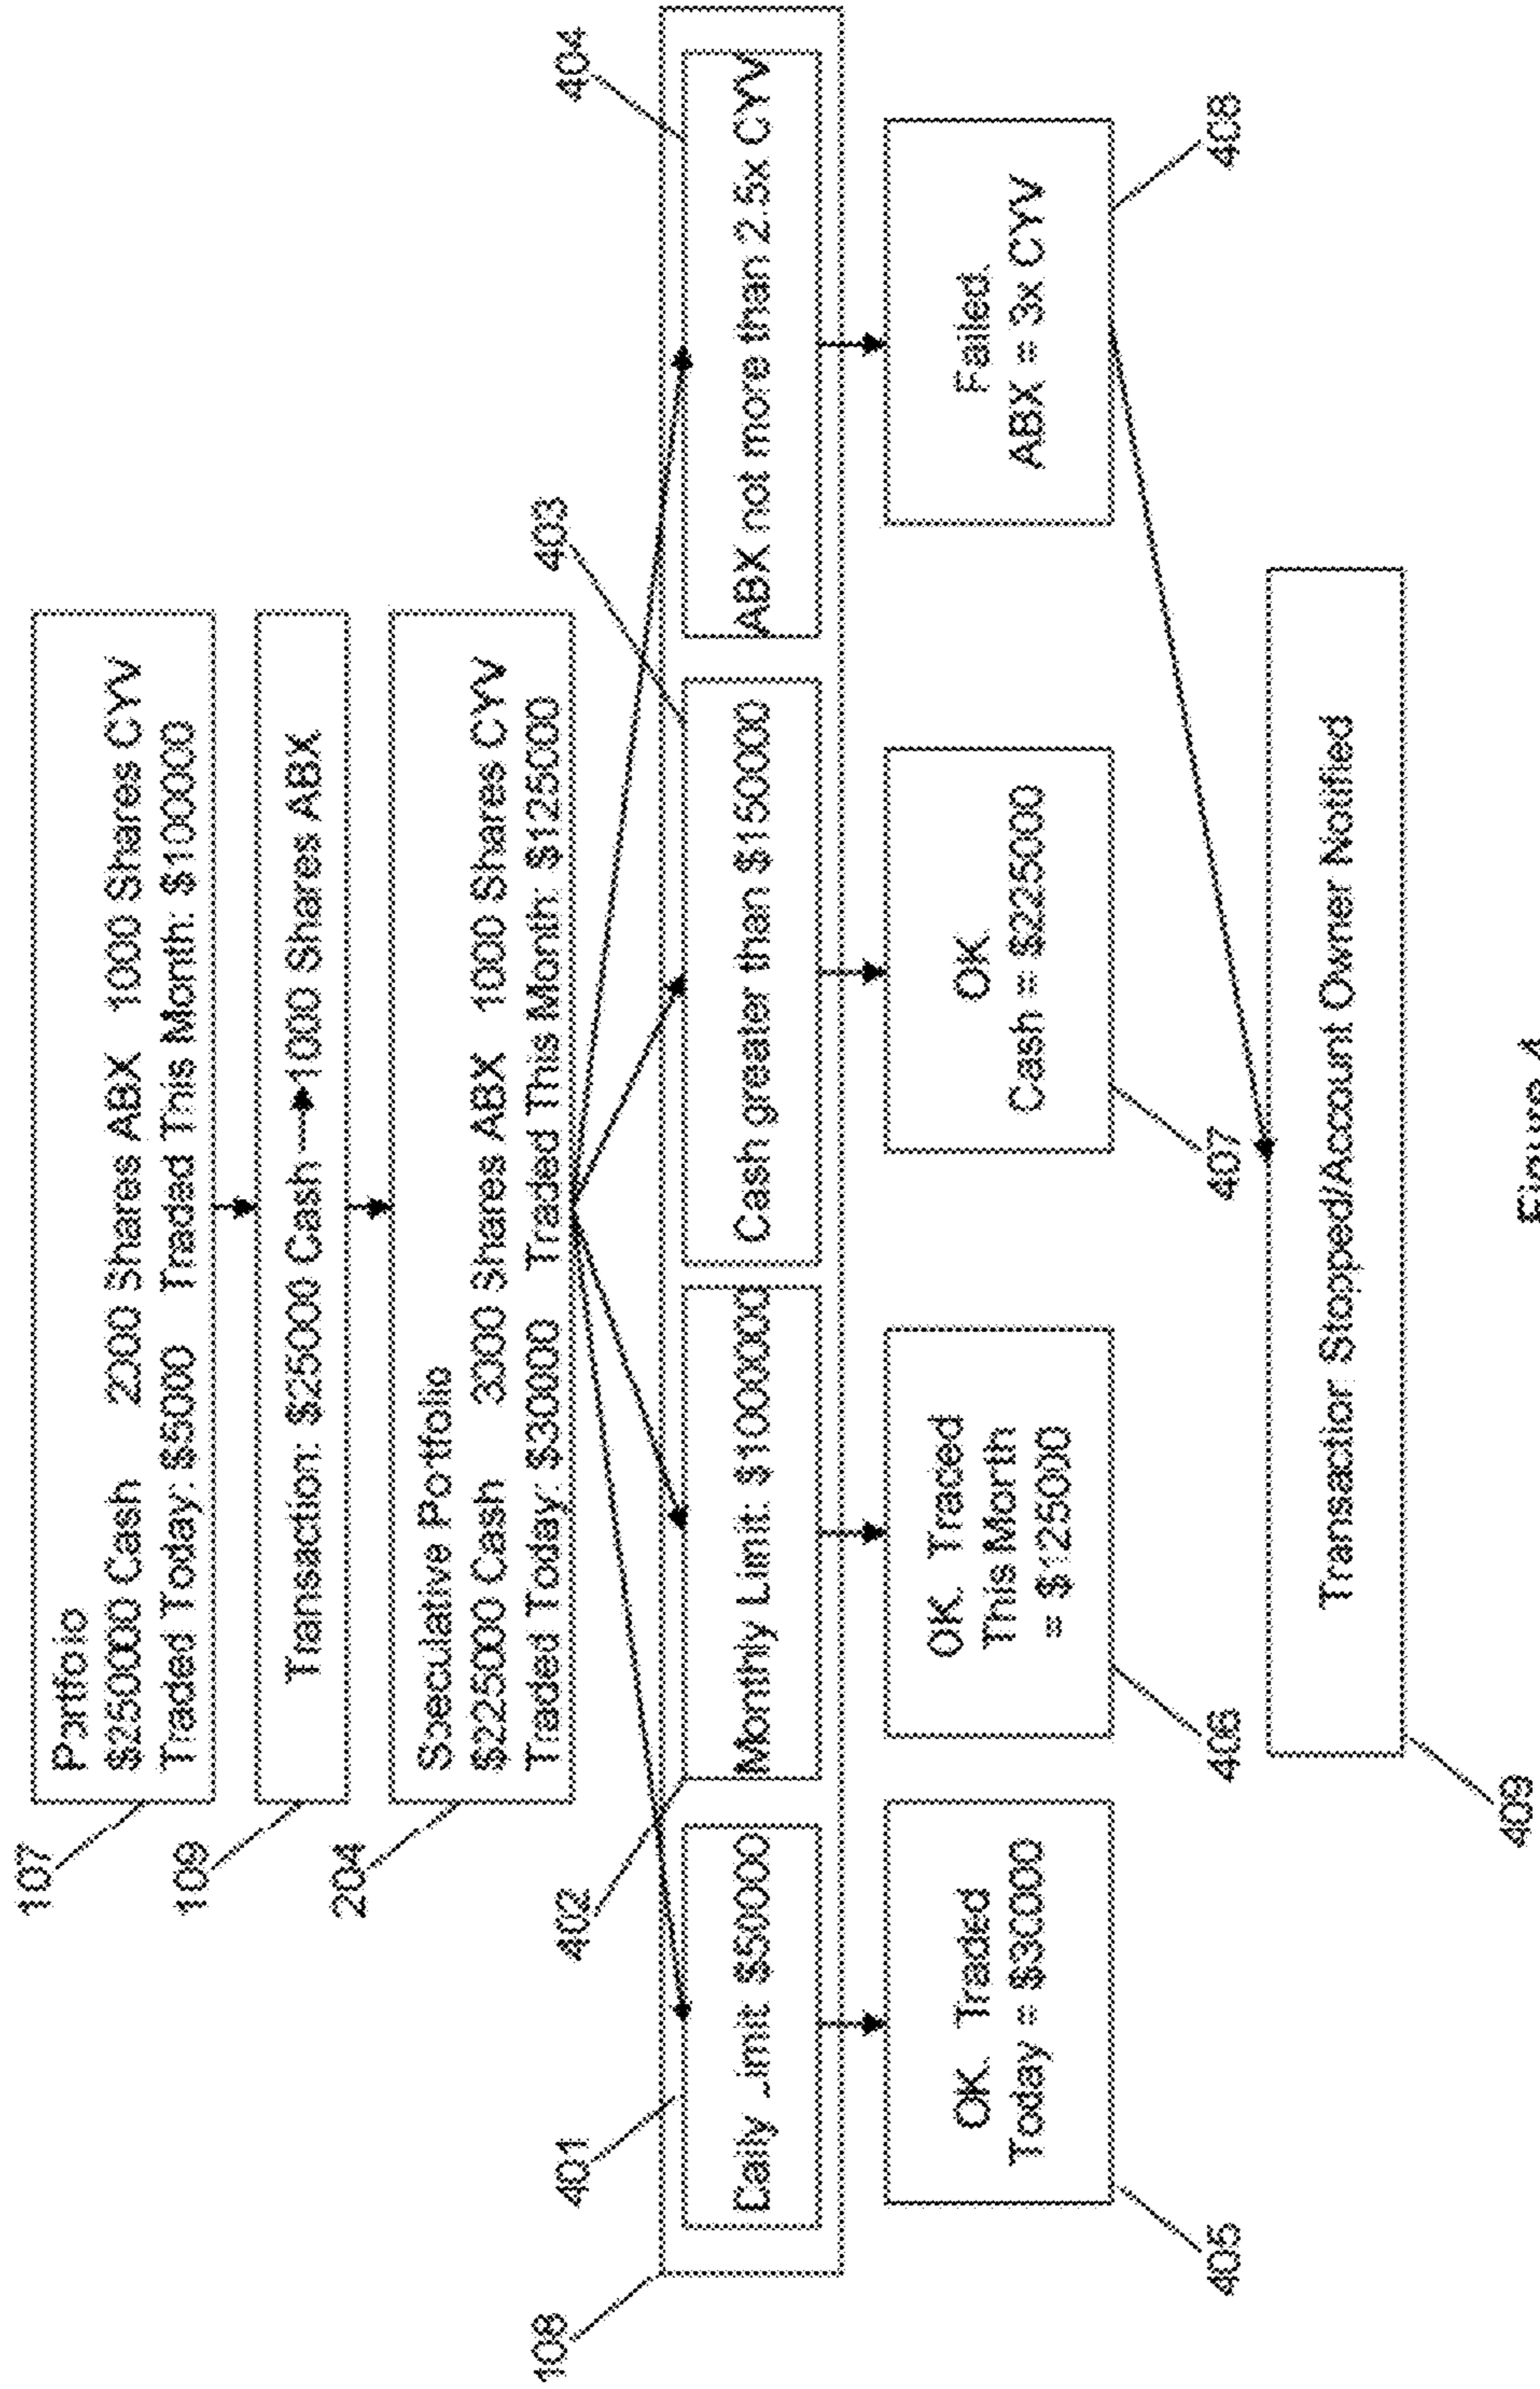 107
Portfolio
$250000 Cash 2000 Shares ABX 1000 Shares CYV
Traded Today: $5000 Tradad This Month: $100000
109
Transaction: $25000 Cash → 1000 Shares ABX
204
Speculative Portfolio
$225000 Cash 3000 Shares ABX 1000 Shares CYV
Traded Today: $30000 Traded This Month: $125000
108
401
402
403
404
Daily Limit $50000
Monthly Limit: $1000000
Cash greater than $150000
ABX not more than 2.5x CYV
OK. Traded
Today = $30000
OK. Traced
This Month
= $125000
OK.
Cash = $225000
Failed.
ABX = 3x CYV
405
406
407
408
Transaction Stopped/Account Owner Notified
409
Figure 4